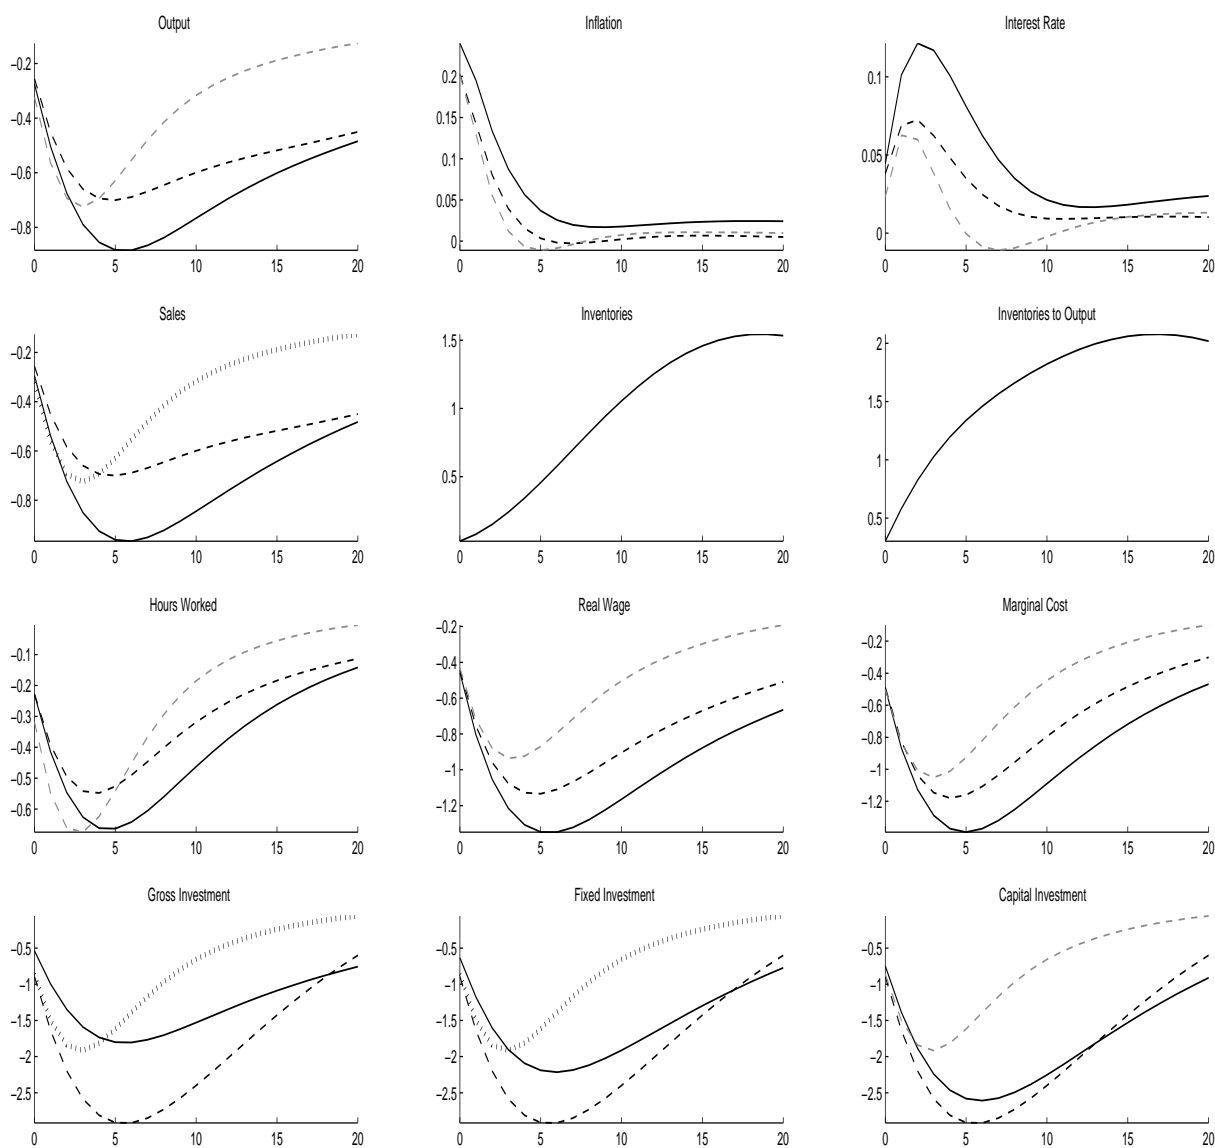 Output Inflation Interest Rate
−0.2 0.2 0.1
−0.4 0.15
−0.6 0.1 0.05
−0.8 0.05
0 0
0 5 10 15 20 0 5 10 15 20 0 5 10 15 20
Sales Inventories Inventories to Output
−0.2 1.5 2
−0.4 1 1.5
−0.6 1
−0.8 0.5 0.5
0 5 10 15 20 0 5 10 15 20 0 5 10 15 20
Hours Worked Real Wage Marginal Cost
−0.1 −0.2 −0.2
−0.2 −0.4 −0.4
−0.3 −0.6 −0.6
−0.4 −0.8 −0.8
−0.5 −1 −1
−0.6 −1.2 −1.2
0 5 10 15 20 0 5 10 15 20 0 5 10 15 20
Gross Investment Fixed Investment Capital Investment
−0.5 −0.5 −0.5
−1 −1 −1
−1.5 −1.5 −1.5
−2 −2 −2
−2.5 −2.5 −2.5
0 5 10 15 20 0 5 10 15 20 0 5 10 15 20